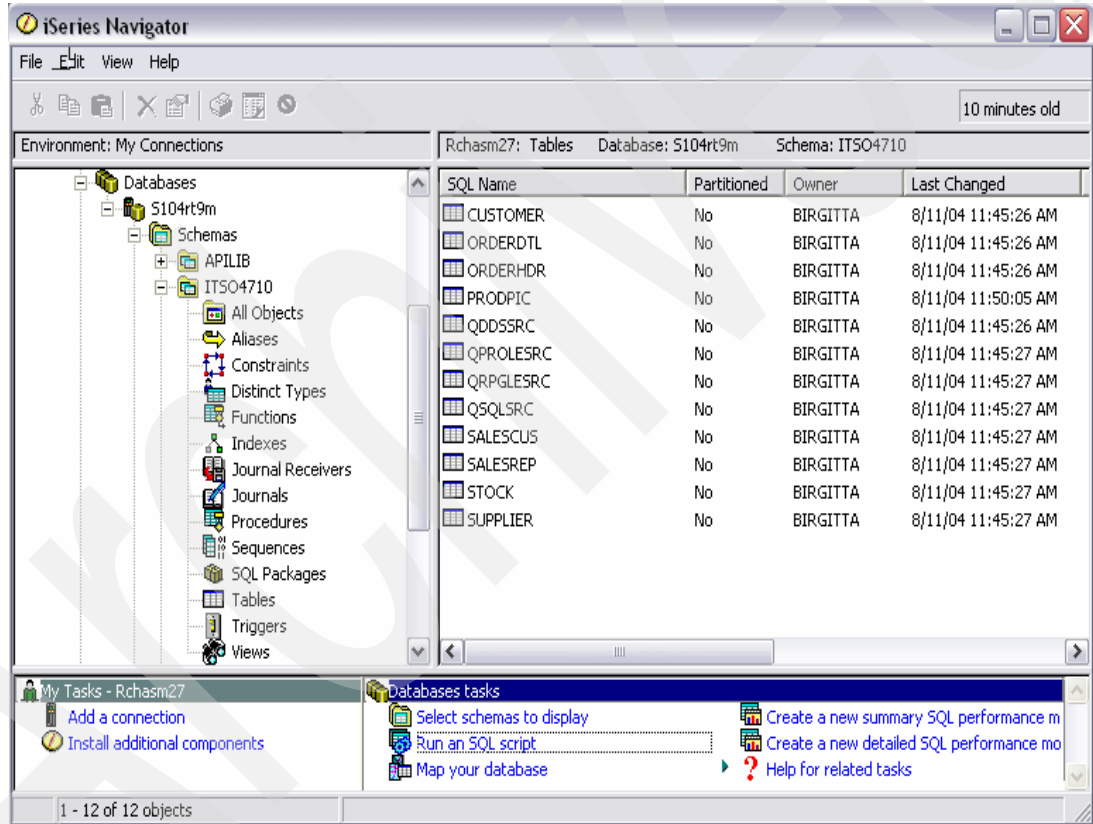 iSeries Navigator
File Edit View Help
10 minutes old
Environment: My Connections
Rchasm27: Tables Database: S104rt9m Schema: ITSO4710
Databases
S104rt9m
Schemas
APILIB
ITSO4710
All Objects
Aliases
Constraints
Distinct Types
Functions
Indexes
Journal Receivers
Journals
Procedures
Sequences
SQL Packages
Tables
Triggers
Views
SQL Name Partitioned Owner Last Changed
CUSTOMER No BIRGITTA 8/11/04 11:45:26 AM
ORDERDTL No BIRGITTA 8/11/04 11:45:26 AM
ORDERHDR No BIRGITTA 8/11/04 11:45:26 AM
PRODPIC No BIRGITTA 8/11/04 11:50:05 AM
QDDSSRC No BIRGITTA 8/11/04 11:45:26 AM
QPROLESRC No BIRGITTA 8/11/04 11:45:27 AM
QRPGLESRC No BIRGITTA 8/11/04 11:45:27 AM
QSQLSRC No BIRGITTA 8/11/04 11:45:27 AM
SALESCUS No BIRGITTA 8/11/04 11:45:27 AM
SALESREP No BIRGITTA 8/11/04 11:45:27 AM
STOCK No BIRGITTA 8/11/04 11:45:27 AM
SUPPLIER No BIRGITTA 8/11/04 11:45:27 AM
My Tasks - Rchasm27
Add a connection
Install additional components
Databases tasks
Select schemas to display
Run an SQL script
Map your database
Create a new summary SQL performance m
Create a new detailed SQL performance mo
Help for related tasks
1 - 12 of 12 objects